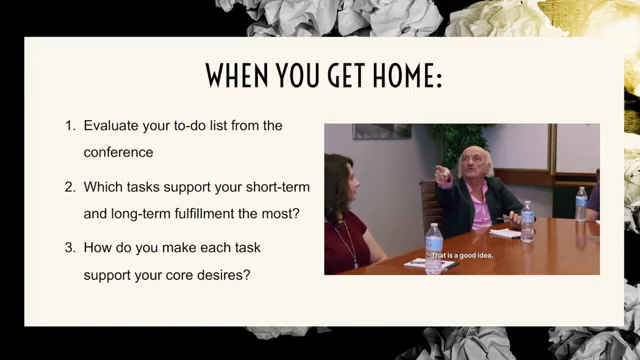 WHEN YOU GET HOME:
1. Evaluate your to-do list from the
conference
2. Which tasks support your short-term
and long-term fulfillment the most?
3. How do you make each task
support your core desires?
That is a good idea.